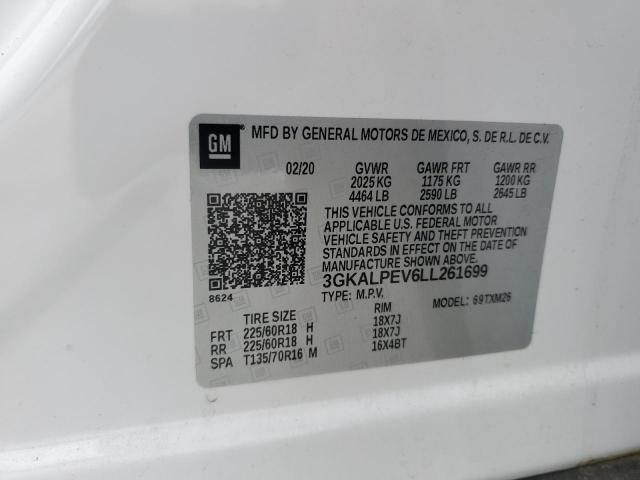 GM MFD BY GENERAL MOTORS DE MEXICO, S. DE R.L. DE C.V.
02/20 GVWR GAWR FRT GAWR RR
2025 KG 1175 KG 1200 KG
4464 LB 2590 LB 2645 LB
THIS VEHICLE CONFORMS TO ALL
APPLICABLE U.S. FEDERAL MOTOR
VEHICLE SAFETY AND THEFT PREVENTION
STANDARDS IN EFFECT ON THE DATE OF
MANUFACTURE SHOWN ABOVE.
3GKALPEV6LL261699
8624 TYPE: M.P.V. MODEL: 69TXM26
TIRE SIZE RIM
FRT 225/60R18 H 18X7J
RR 225/60R18 H 18X7J
SPA T135/70R16 M 16X4BT